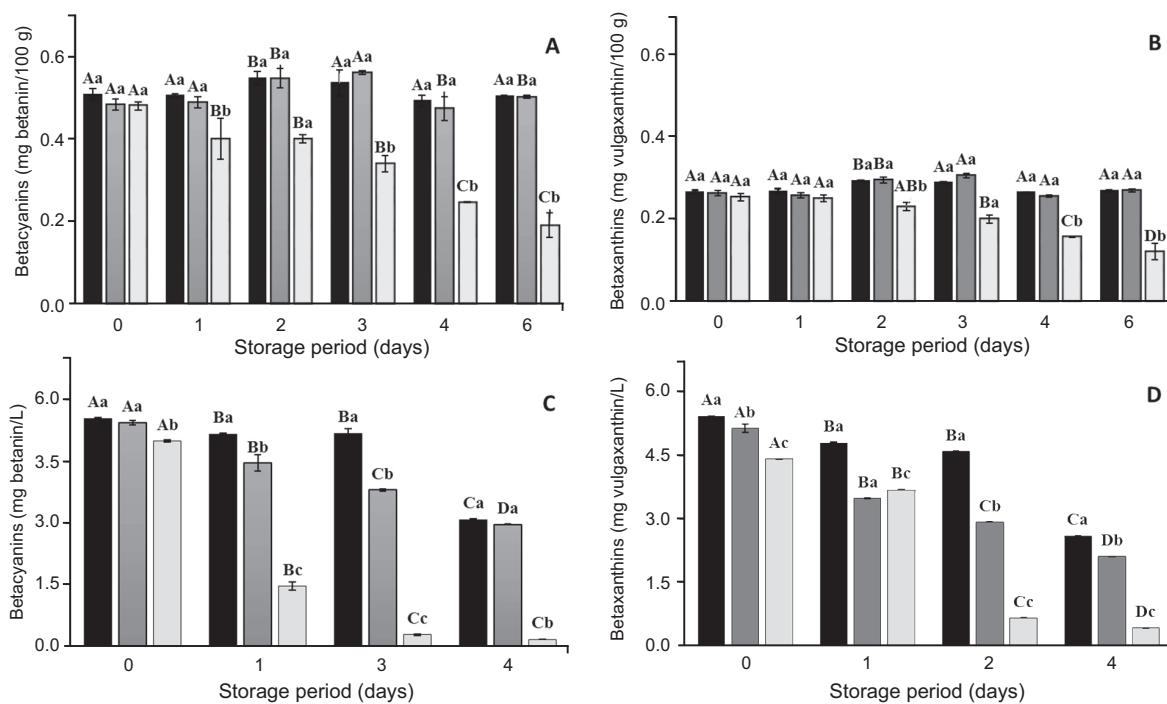 A
Betacyanins (mg betanin/100 g)
0.6
0.4
0.2
0.0
Aa Aa Aa
Aa Aa Bb
Ba Ba Ba
Aa Aa Bb
Aa Ba Cb
Aa Ba Cb
0 1 2 3 4 6
Storage period (days)
B
Betaxanthins (mg vulgaxanthin/100 g)
0.6
0.4
0.2
0.0
Aa Aa Aa
Aa Aa Aa
Ba Ba ABb
Aa Aa Ba
Aa Aa Cb
Aa Aa Db
0 1 2 3 4 6
Storage period (days)
C
Betacyanins (mg betanin/L)
6.0
3.5
3.0
1.5
0.0
Aa Aa Ab
Ba Bb Bc
Ba Cb Cc
Ca Da Cb
0 1 3 4
Storage period (days)
D
Betaxanthins (mg vulgaxanthin/L)
6.0
4.5
3.0
1.5
0.0
Aa Ab Ac
Ba Ba Bc
Ba Cb Cc
Ca Db Dc
0 1 2 4
Storage period (days)